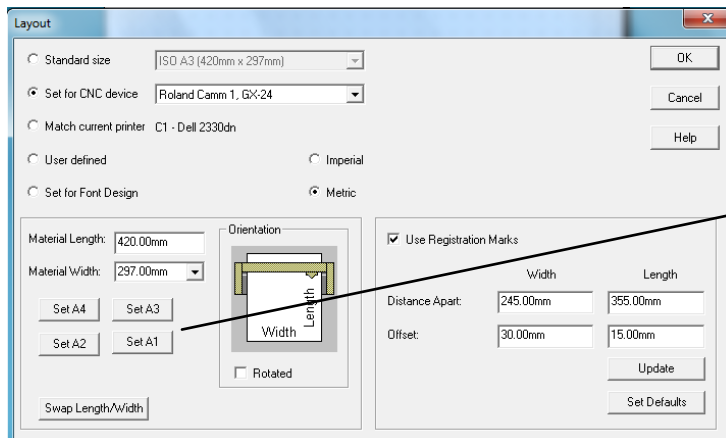 Layout
Standard size ISO A3 (420mm x 297mm)
OK
Set for CNC device Roland Camm 1, GX-24
Cancel
Match current printer C1 - Dell 2330dn
Help
User defined
Imperial
Set for Font Design
Metric
Material Length: 420.00mm
Material Width: 297.00mm
Set A4 Set A3
Set A2 Set A1
Swap Length/Width
Orientation
Length
Width
Rotated
Use Registration Marks
Width Length
Distance Apart: 245.00mm 355.00mm
Offset: 30.00mm 15.00mm
Update
Set Defaults